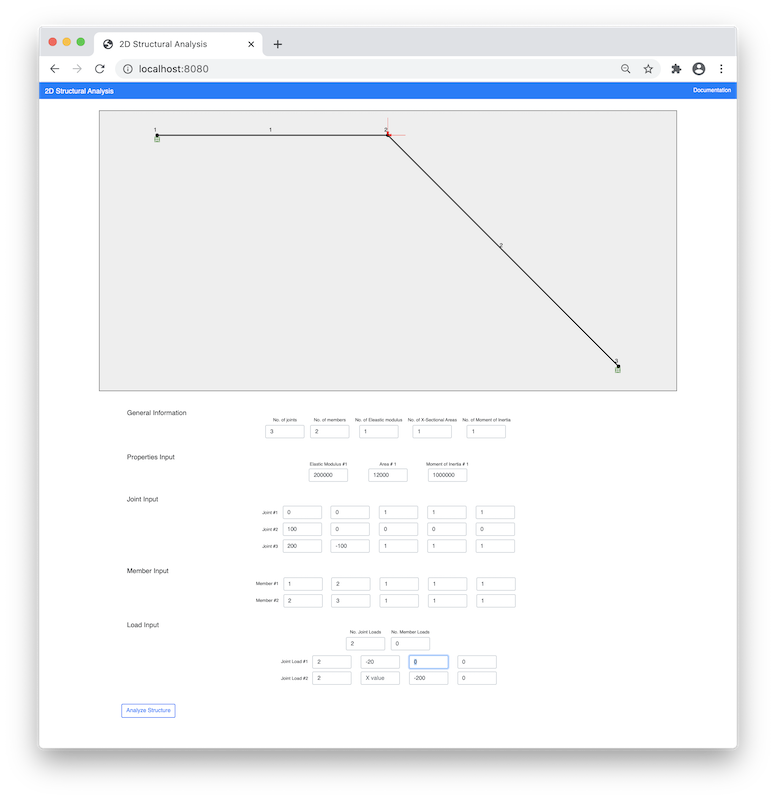 2D Structural Analysis
localhost:8080
2D Structural Analysis Documentation
1 1 2
2
3
General Information
No. of joints No. of members No. of Eleastic modulus No. of X-Sectional Areas No. of Moment of Inertia
3 2 1 1 1
Properties Input
Elastic Modulus #1 Area # 1 Moment of Inertia # 1
200000 12000 1000000
Joint Input
Joint #1 0 0 1 1 1
Joint #2 100 0 0 0 0
Joint #3 200 -100 1 1 1
Member Input
Member #1 1 2 1 1 1
Member #2 2 3 1 1 1
Load Input
No. Joint Loads No. Member Loads
2 0
Joint Load #1 2 -20 0 0
Joint Load #2 2 X value -200 0
Analyze Structure